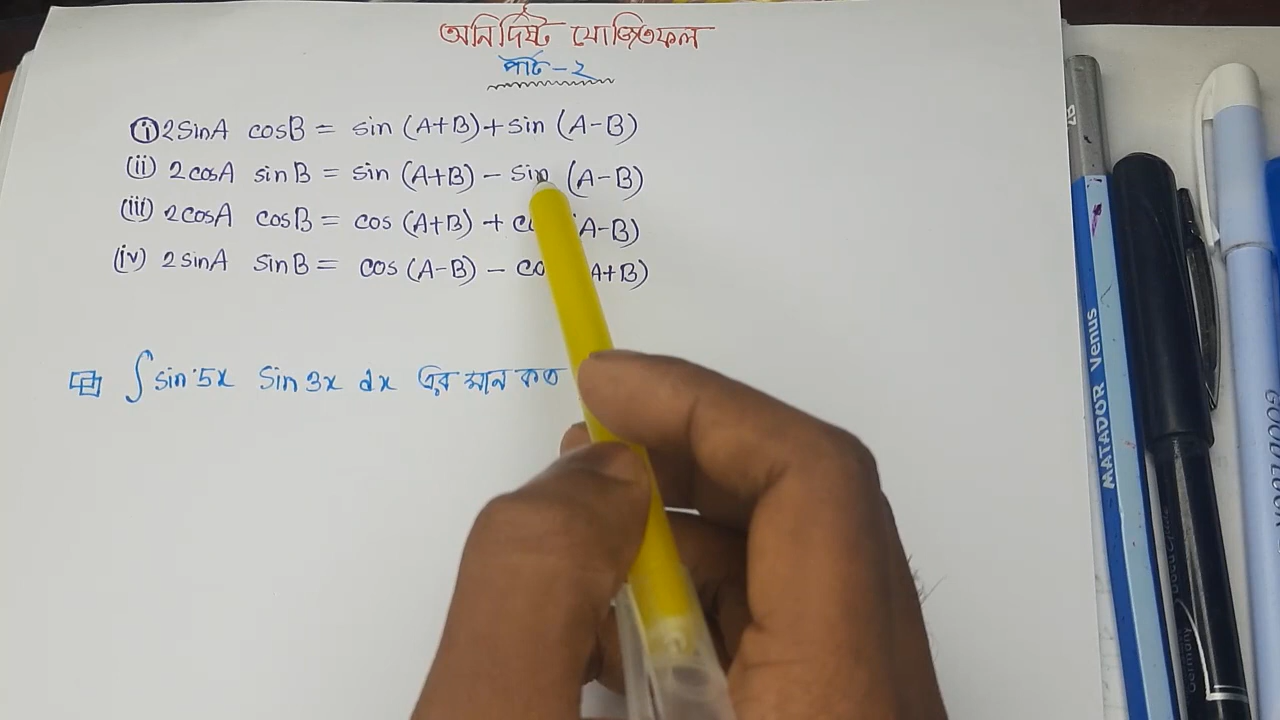 অনির্দিষ্ট যোজিতফল
পার্ট-২
(i) 2sinA cosB = sin (A+B) + sin (A-B)
(ii) 2cosA sinB = sin (A+B) - sin (A-B)
(iii) 2cosA cosB = cos (A+B) + A-B)
(iv) 2sinA sinB = cos (A-B) - A+B)
∫ sin 5x sin 3x dx এর মান কত
MATADOR Venus
Germany